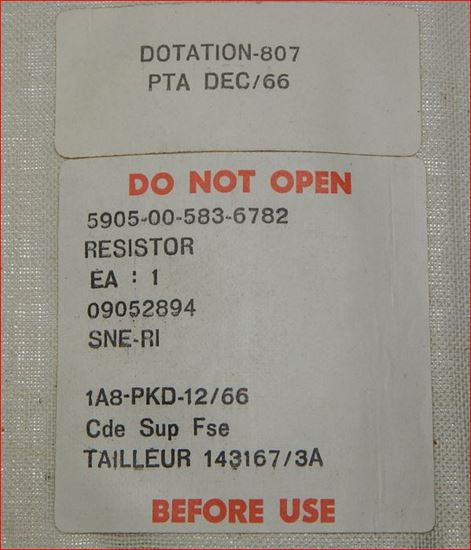 DOTATION-807
PTA DEC/66
DO NOT OPEN
5905-00-583-6782
RESISTOR
EA : 1
09052894
SNE-RI
1A8-PKD-12/66
Cde Sup Fse
TAILLEUR 143167/3A
BEFORE USE